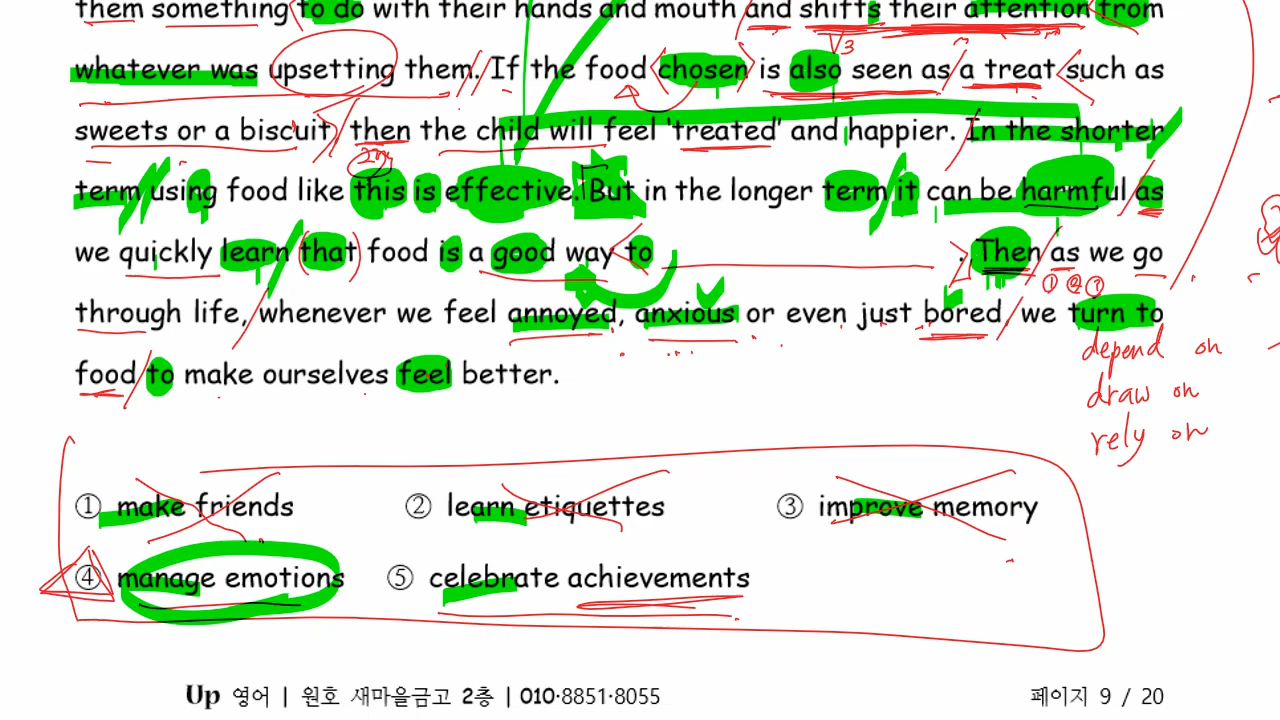 them something to do with their hands and mouth and shifts their attention from
whatever was upsetting them. If the food chosen is also seen as a treat such as
sweets or a biscuit, then the child will feel 'treated' and happier. In the shorter
term using food like this is effective. But in the longer term it can be harmful as
we quickly learn that food is a good way to ____________________. Then as we go
through life, whenever we feel annoyed, anxious or even just bored, we turn to
depend on
food to make ourselves feel better.
draw on
rely on
① make friends ② learn etiquettes ③ improve memory
④ manage emotions ⑤ celebrate achievements
Up 영어 | 원호 새마을금고 2층 | 010·8851·8055 페이지 9 / 20